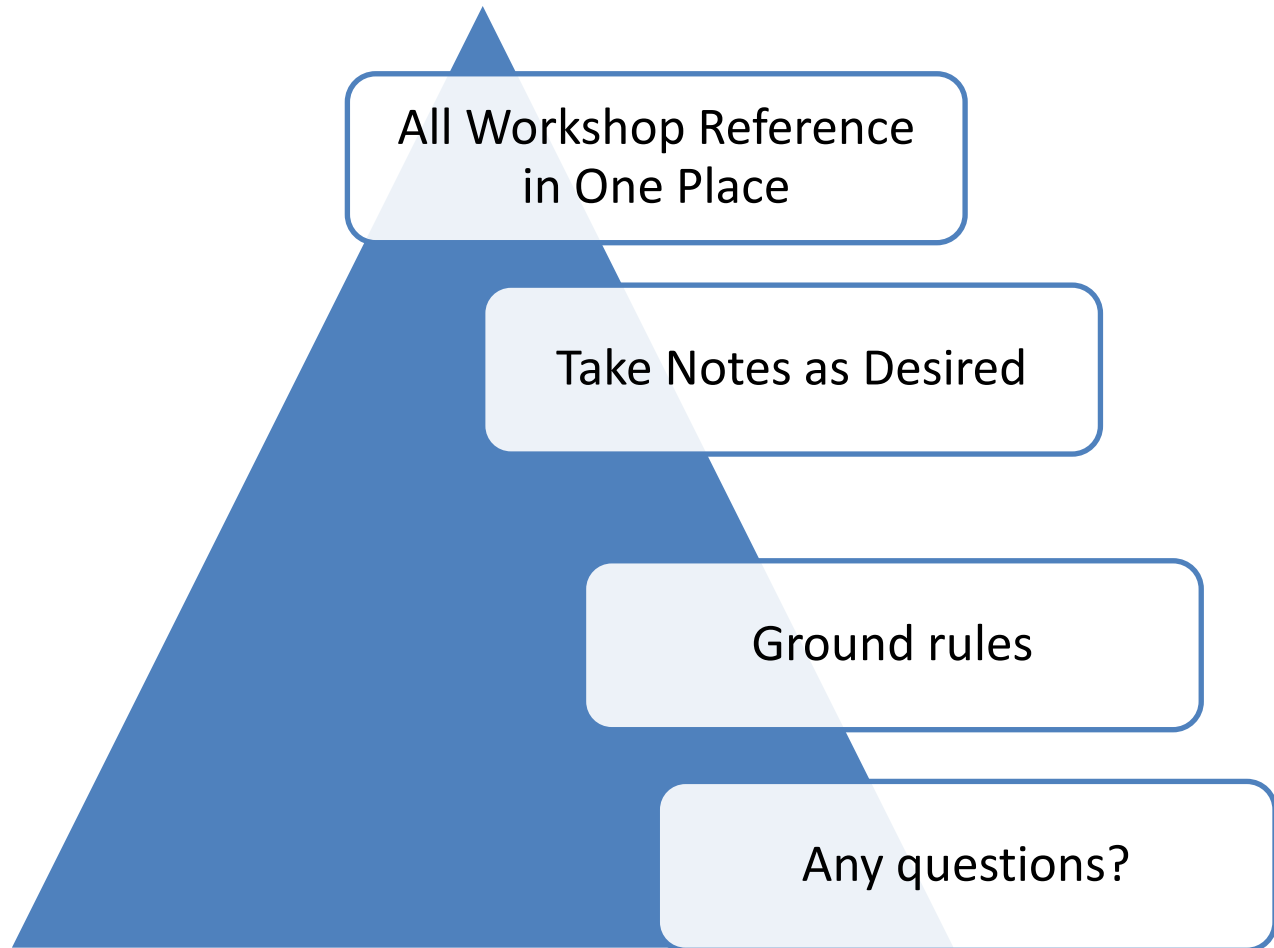 All Workshop Reference
in One Place
Take Notes as Desired
Ground rules
Any questions?